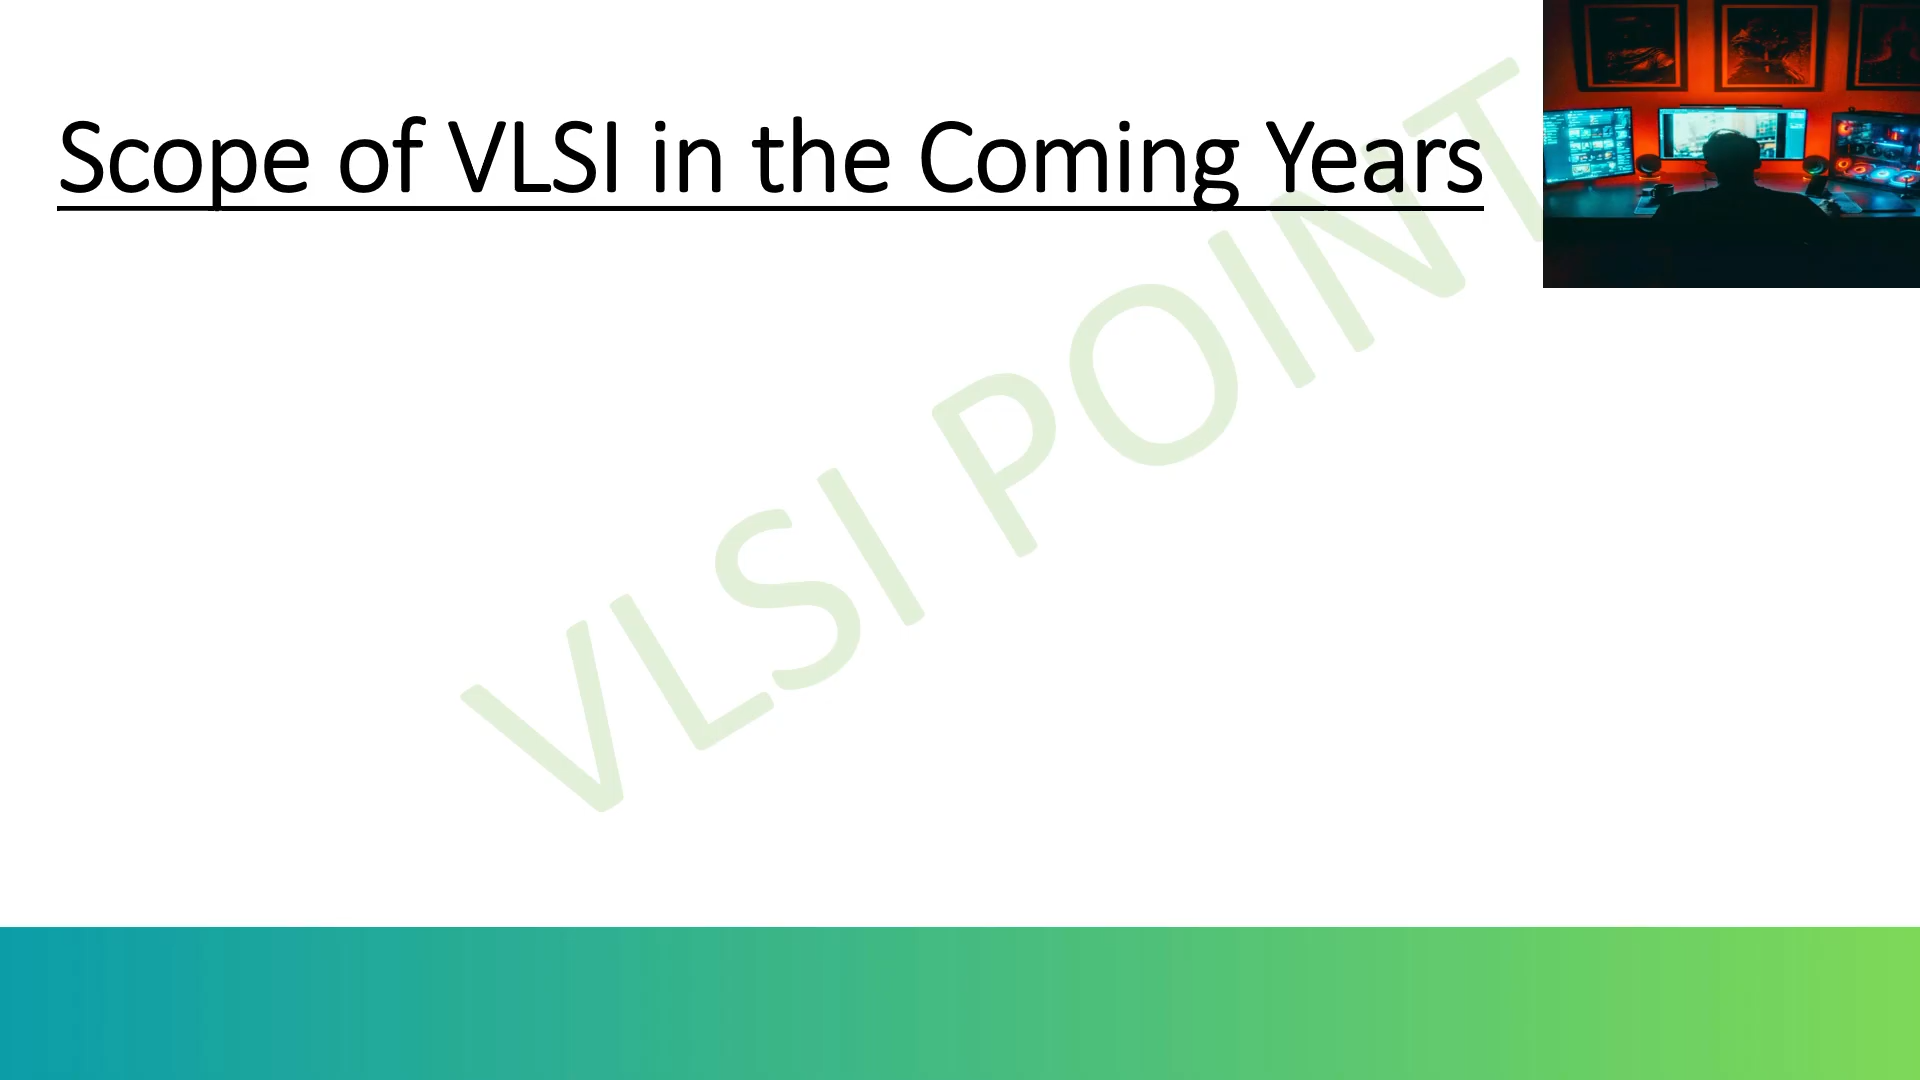 Scope of VLSI in the Coming Years
VLSI POINT